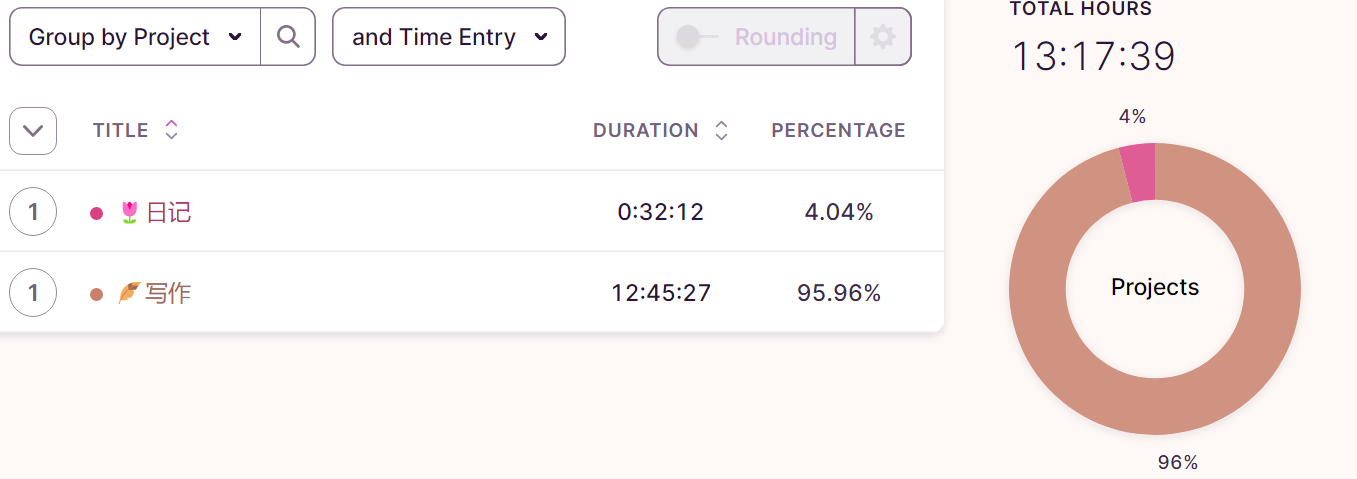 Group by Project
and Time Entry
Rounding
TITLE DURATION PERCENTAGE
1 🌷日记 0:32:12 4.04%
1 🍂写作 12:45:27 95.96%
TOTAL HOURS
13:17:39
4%
Projects
96%